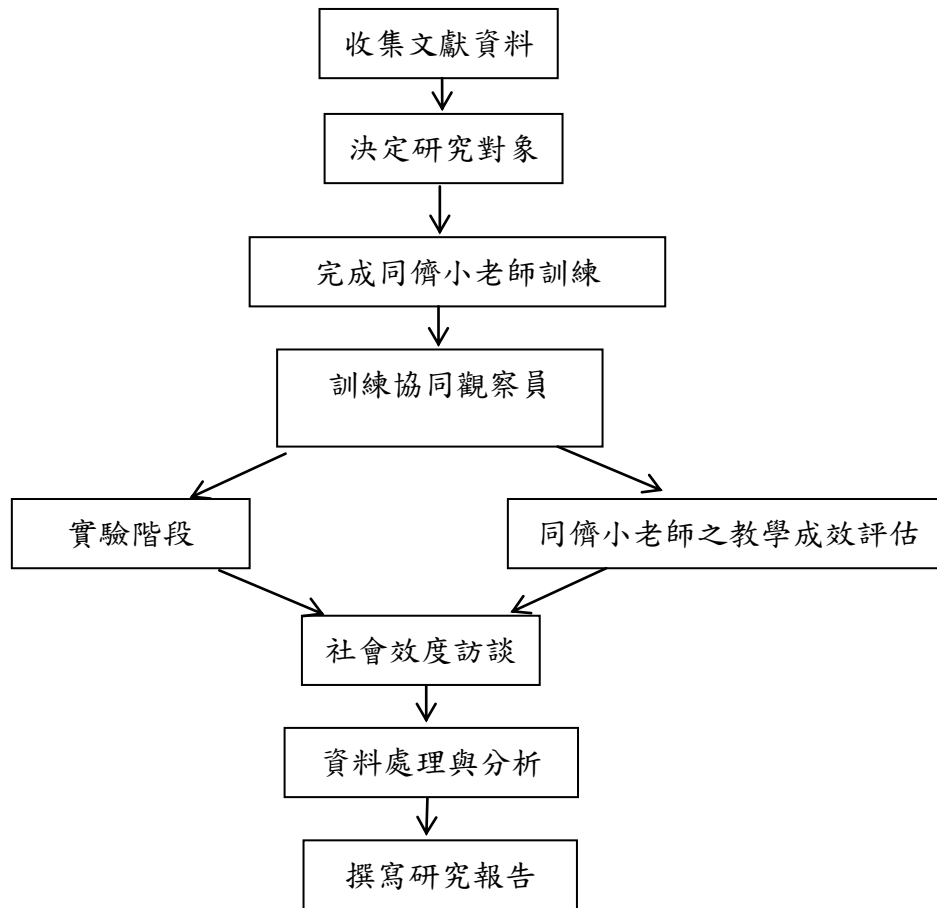 收集文獻資料
決定研究對象
完成同儕小老師訓練
訓練協同觀察員
實驗階段
同儕小老師之教學成效評估
社會效度訪談
資料處理與分析
撰寫研究報告